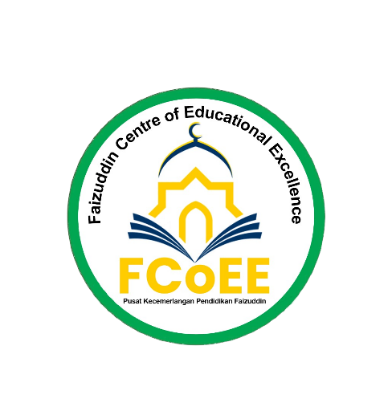 Faizuddin Centre of Educational Excellence
FCoEE
Pusat Kecemerlangan Pendidikan Faizuddin